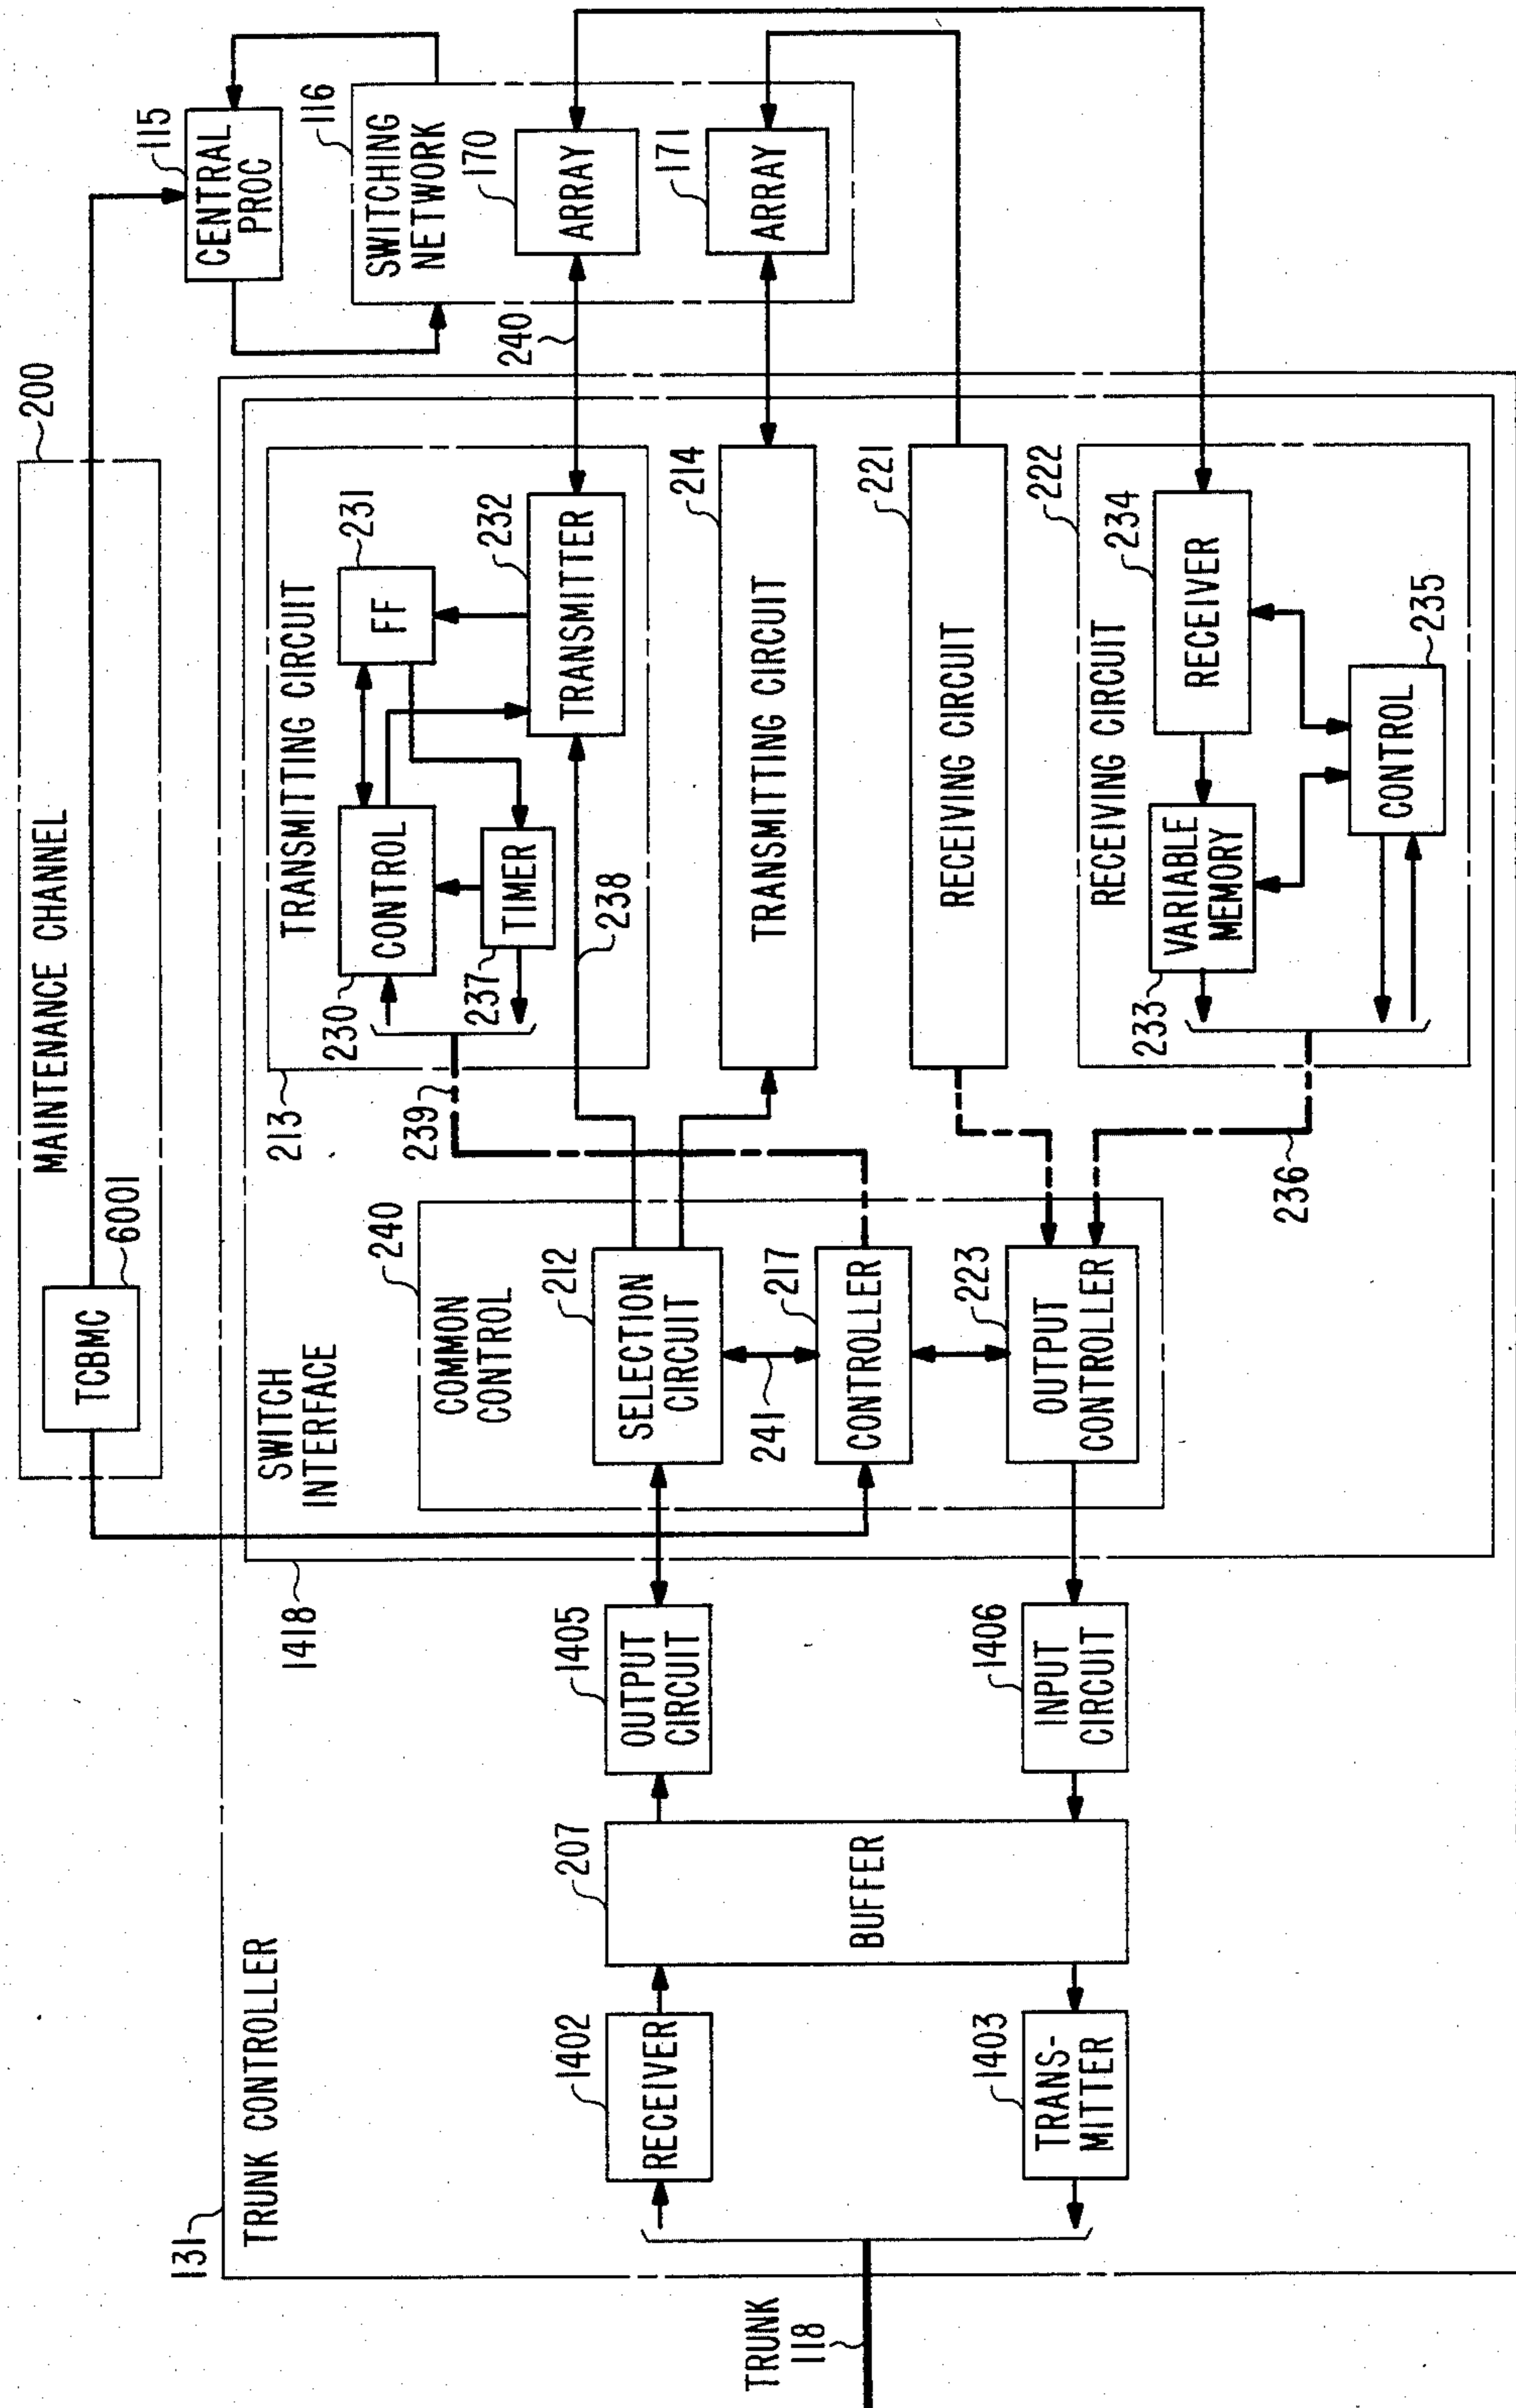 MAINTENANCE CHANNEL
200
TCBMC
6001
CENTRAL
PROC
115
SWITCHING
NETWORK
116
ARRAY
170
ARRAY
171
240
131
TRUNK CONTROLLER
1418
SWITCH
INTERFACE
TRUNK
118
RECEIVER
1402
TRANS-
MITTER
1403
BUFFER
207
OUTPUT
CIRCUIT
1405
INPUT
CIRCUIT
1406
COMMON
CONTROL
240
SELECTION
CIRCUIT
212
241
CONTROLLER
217
OUTPUT
CONTROLLER
223
213
TRANSMITTING CIRCUIT
239
230
CONTROL
FF
231
237
TIMER
TRANSMITTER
232
238
TRANSMITTING CIRCUIT
214
RECEIVING CIRCUIT
221
RECEIVING CIRCUIT
222
233
VARIABLE
MEMORY
RECEIVER
234
CONTROL
235
236